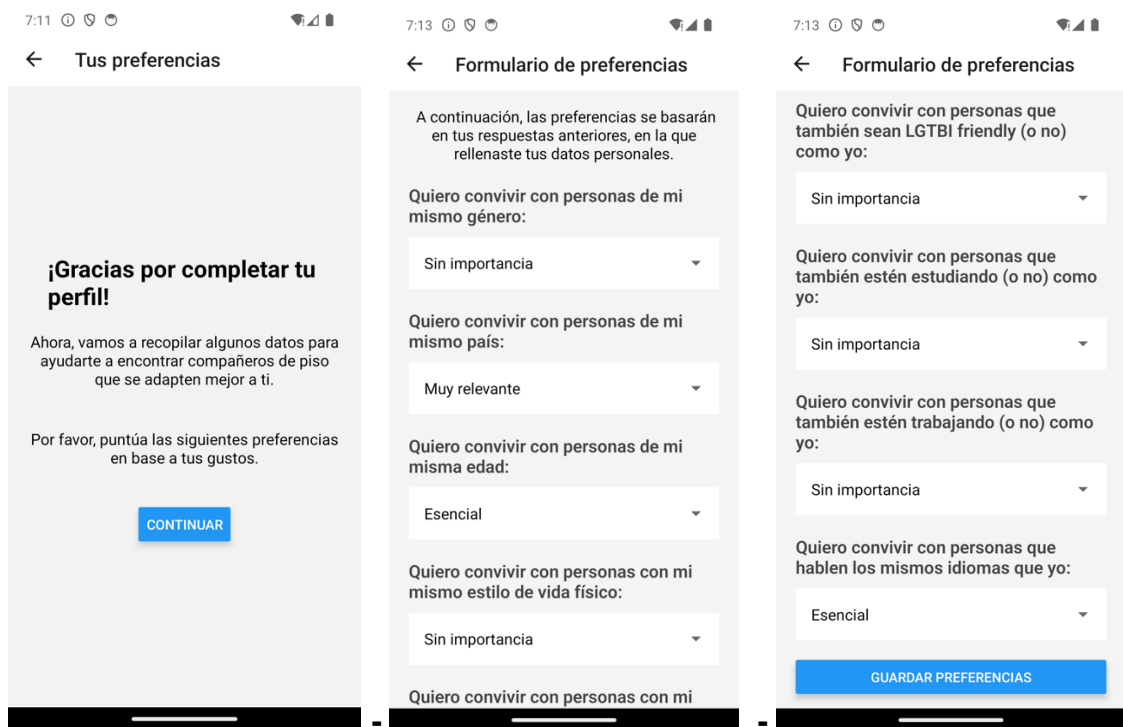 7:11
Tus preferencias
¡Gracias por completar tu
perfil!
Ahora, vamos a recopilar algunos datos para
ayudarte a encontrar compañeros de piso
que se adapten mejor a ti.
Por favor, puntúa las siguientes preferencias
en base a tus gustos.
CONTINUAR
7:13
Formulario de preferencias
A continuación, las preferencias se basarán
en tus respuestas anteriores, en la que
rellenaste tus datos personales.
Quiero convivir con personas de mi
mismo género:
Sin importancia
Quiero convivir con personas de mi
mismo país:
Muy relevante
Quiero convivir con personas de mi
misma edad:
Esencial
Quiero convivir con personas con mi
mismo estilo de vida físico:
Sin importancia
Quiero convivir con personas con mi
7:13
Formulario de preferencias
Quiero convivir con personas que
también sean LGTBI friendly (o no)
como yo:
Sin importancia
Quiero convivir con personas que
también estén estudiando (o no) como
yo:
Sin importancia
Quiero convivir con personas que
también estén trabajando (o no) como
yo:
Sin importancia
Quiero convivir con personas que
hablen los mismos idiomas que yo:
Esencial
GUARDAR PREFERENCIAS